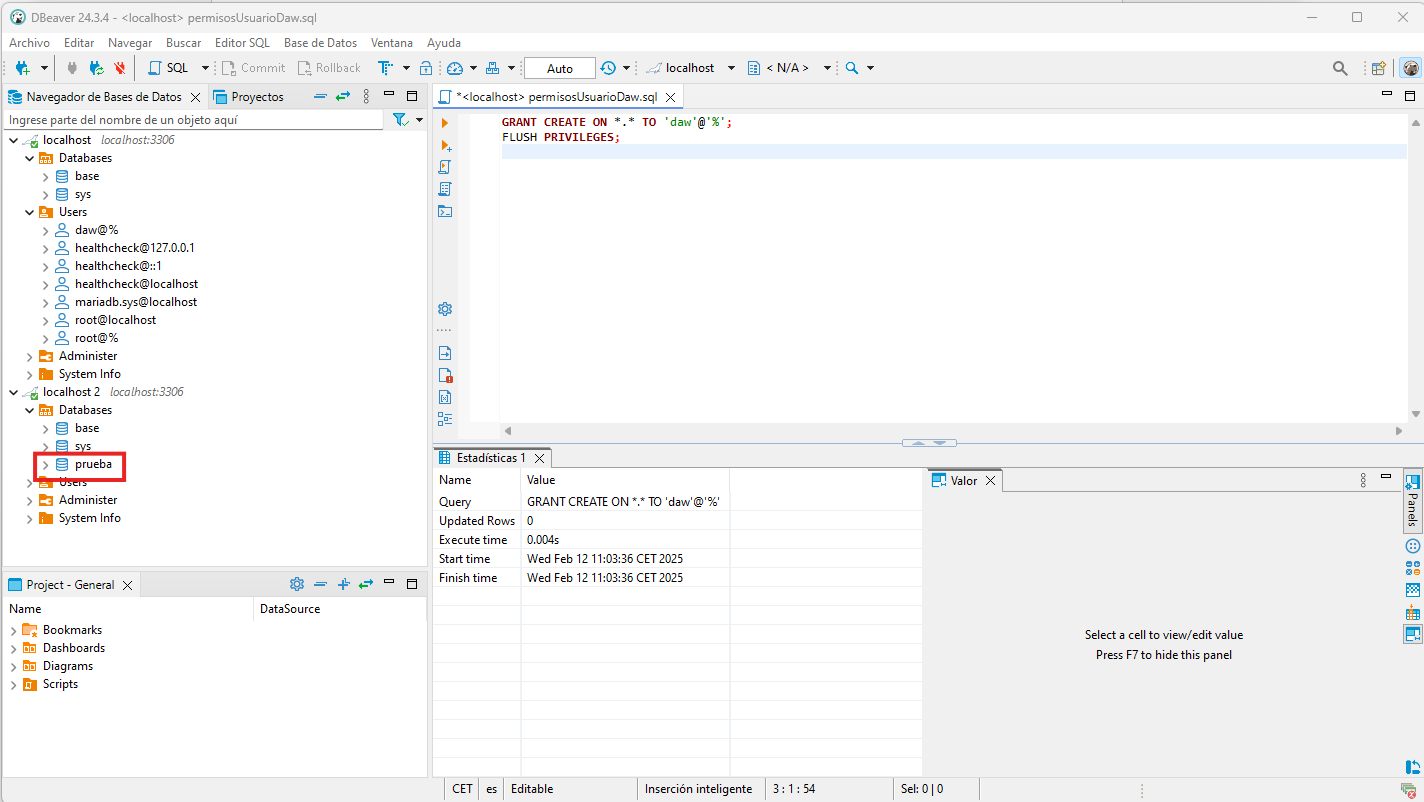 DBeaver 24.3.4 - <localhost> permisosUsuarioDaw.sql
Archivo Editar Navegar Buscar Editor SQL Base de Datos Ventana Ayuda
SQL Commit Rollback Auto localhost < N/A >
Navegador de Bases de Datos Proyectos
Ingrese parte del nombre de un objeto aquí
localhost localhost:3306
Databases
base
sys
Users
daw@%
healthcheck@127.0.0.1
healthcheck@::1
healthcheck@localhost
mariadb.sys@localhost
root@localhost
root@%
Administer
System Info
localhost 2 localhost:3306
Databases
base
sys
prueba
Users
Administer
System Info
Project - General
Name DataSource
Bookmarks
Dashboards
Diagrams
Scripts
*<localhost> permisosUsuarioDaw.sql
GRANT CREATE ON *.* TO 'daw'@'%';
FLUSH PRIVILEGES;
Estadísticas 1
Name Value
Query GRANT CREATE ON *.* TO 'daw'@'%'
Updated Rows 0
Execute time 0.004s
Start time Wed Feb 12 11:03:36 CET 2025
Finish time Wed Feb 12 11:03:36 CET 2025
Valor
Select a cell to view/edit value
Press F7 to hide this panel
Panels
CET es Editable Inserción inteligente 3 : 1 : 54 Sel: 0 | 0